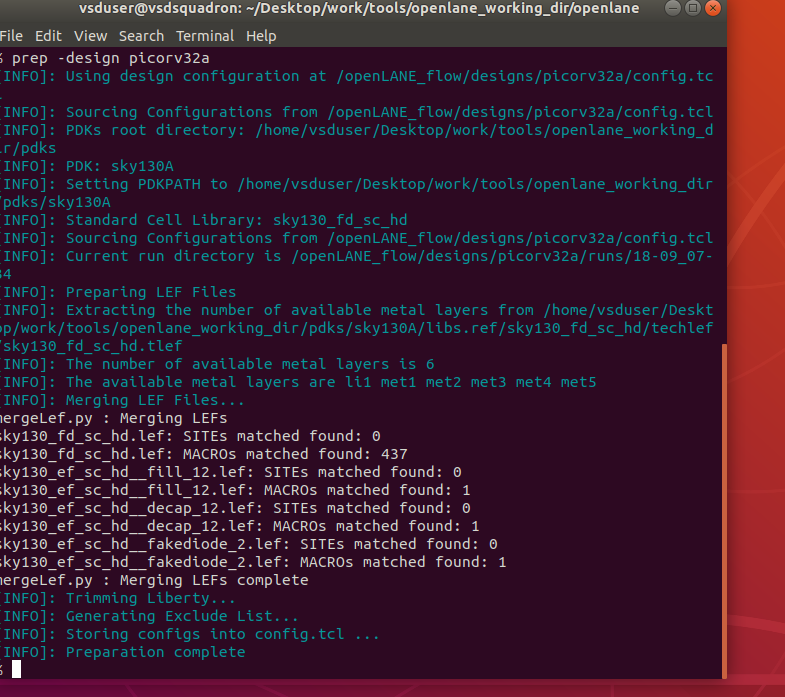 vsduser@vsdsquadron: ~/Desktop/work/tools/openlane_working_dir/openlane
File Edit View Search Terminal Help
% prep -design picorv32a
[INFO]: Using design configuration at /openLANE_flow/designs/picorv32a/config.tc
l
[INFO]: Sourcing Configurations from /openLANE_flow/designs/picorv32a/config.tcl
[INFO]: PDKs root directory: /home/vsduser/Desktop/work/tools/openlane_working_d
ir/pdks
[INFO]: PDK: sky130A
[INFO]: Setting PDKPATH to /home/vsduser/Desktop/work/tools/openlane_working_dir
/pdks/sky130A
[INFO]: Standard Cell Library: sky130_fd_sc_hd
[INFO]: Sourcing Configurations from /openLANE_flow/designs/picorv32a/config.tcl
[INFO]: Current run directory is /openLANE_flow/designs/picorv32a/runs/18-09_07-
34
[INFO]: Preparing LEF Files
[INFO]: Extracting the number of available metal layers from /home/vsduser/Deskt
op/work/tools/openlane_working_dir/pdks/sky130A/libs.ref/sky130_fd_sc_hd/techlef
/sky130_fd_sc_hd.tlef
[INFO]: The number of available metal layers is 6
[INFO]: The available metal layers are li1 met1 met2 met3 met4 met5
[INFO]: Merging LEF Files...
mergeLef.py : Merging LEFs
sky130_fd_sc_hd.lef: SITEs matched found: 0
sky130_fd_sc_hd.lef: MACROs matched found: 437
sky130_ef_sc_hd__fill_12.lef: SITEs matched found: 0
sky130_ef_sc_hd__fill_12.lef: MACROs matched found: 1
sky130_ef_sc_hd__decap_12.lef: SITEs matched found: 0
sky130_ef_sc_hd__decap_12.lef: MACROs matched found: 1
sky130_ef_sc_hd__fakediode_2.lef: SITEs matched found: 0
sky130_ef_sc_hd__fakediode_2.lef: MACROs matched found: 1
mergeLef.py : Merging LEFs complete
[INFO]: Trimming Liberty...
[INFO]: Generating Exclude List...
[INFO]: Storing configs into config.tcl ...
[INFO]: Preparation complete
%